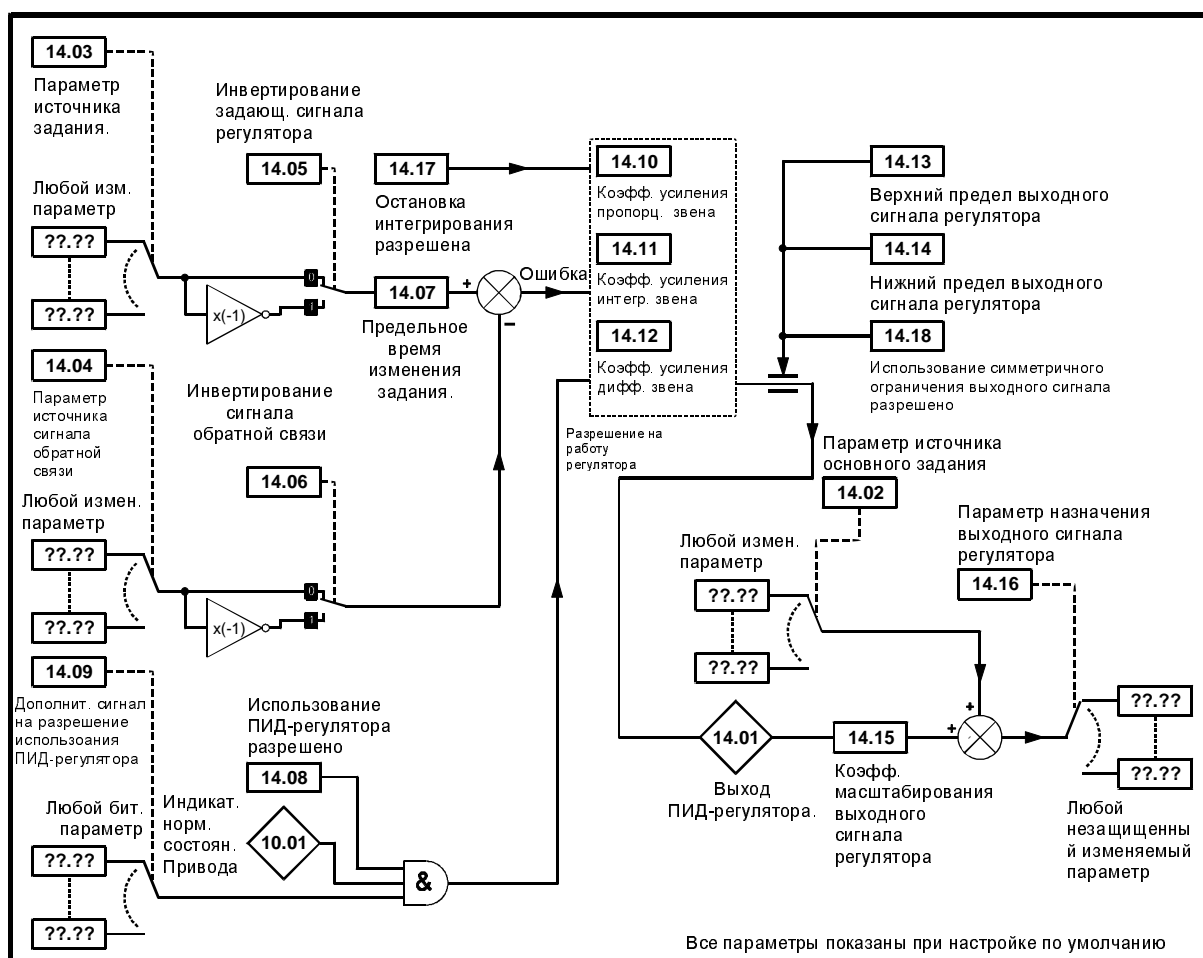 14.03
Параметр
источника
задания.
Инвертирование
задающ. сигнала
регулятора
14.05
14.17
Остановка
интегрирования
разрешена
14.10
Коэфф. усиления
пропорц. звена
14.11
Коэфф. усиления
интегр. звена
14.12
Коэфф. усиления
дифф. звена
14.13
Верхний предел выходного
сигнала регулятора
14.14
Нижний предел выходного
сигнала регулятора
14.18
Использование симметричного
ограничения выходного сигнала
разрешено
Любой изм.
параметр
??.??
??.??
x(-1)
0
1
14.07
+
−
Ошибка
Предельное
время
изменения
задания.
14.04
Параметр
источника
сигнала
обратной
связи
Инвертирование
сигнала
обратной связи
14.06
Разрешение на
работу
регулятора
Любой измен.
параметр
??.??
??.??
x(-1)
0
1
Параметр источника
основного задания
14.02
Любой измен.
параметр
??.??
??.??
Параметр назначения
выходного сигнала
регулятора
14.16
14.09
Дополнит. сигнал
на разрешение
использоания
ПИД-регулятора
Использование
ПИД-регулятора
разрешено
14.08
14.01
Выход
ПИД-регулятора.
14.15
Коэфф.
масштабирования
выходного
сигнала
регулятора
+
+
??.??
??.??
Любой
незащищенны
й изменяемый
параметр
Любой бит.
параметр
??.??
??.??
Индикат.
норм.
состоян.
Привода
10.01
&
Все параметры показаны при настройке по умолчанию